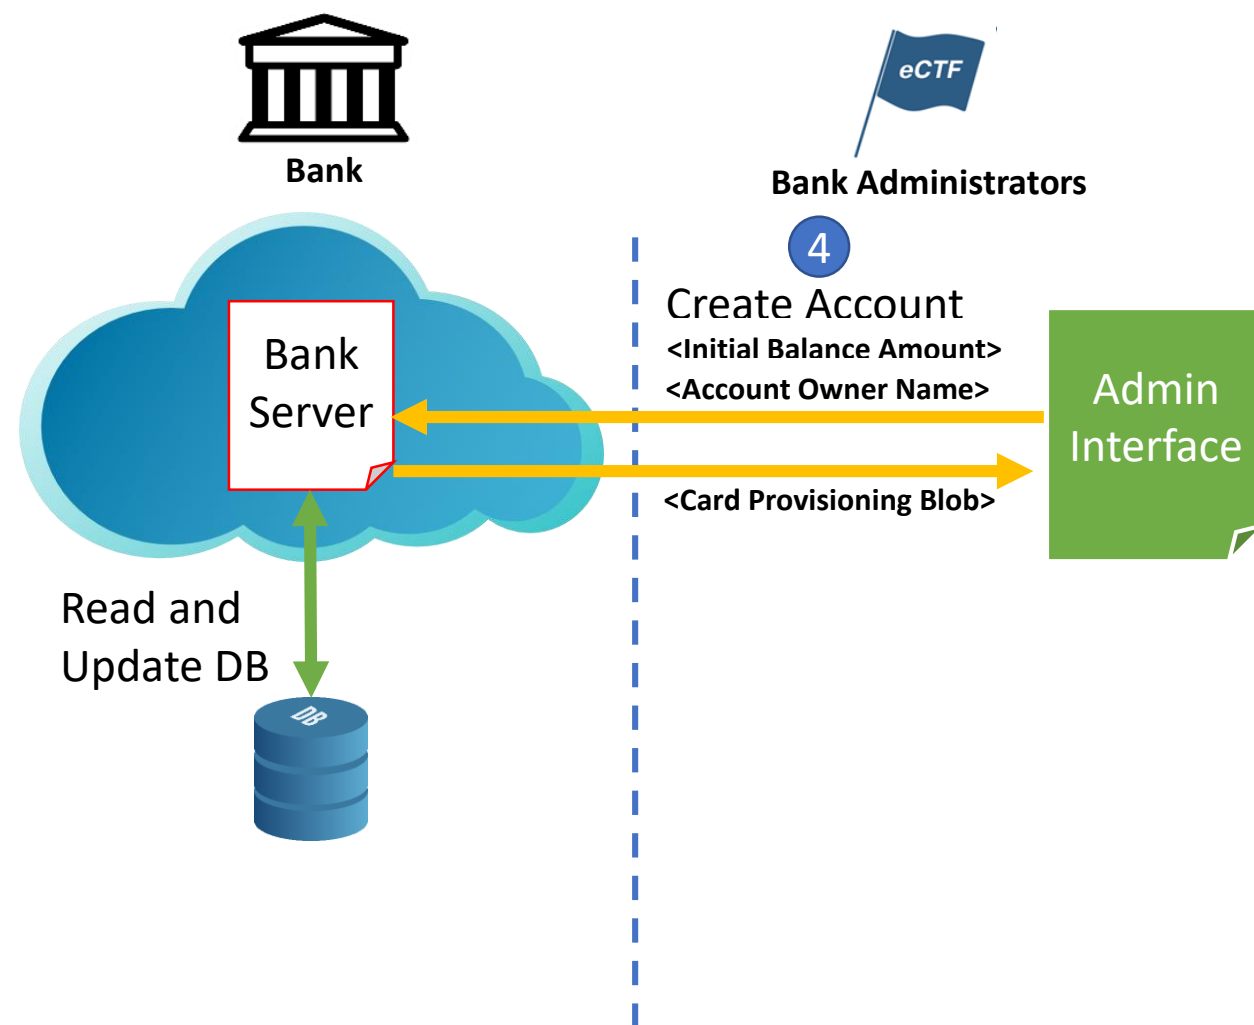 eCTF
Bank
Bank Administrators
4
Create Account
<Initial Balance Amount>
<Account Owner Name>
Bank
Server
Admin
Interface
<Card Provisioning Blob>
Read and
Update DB
DB